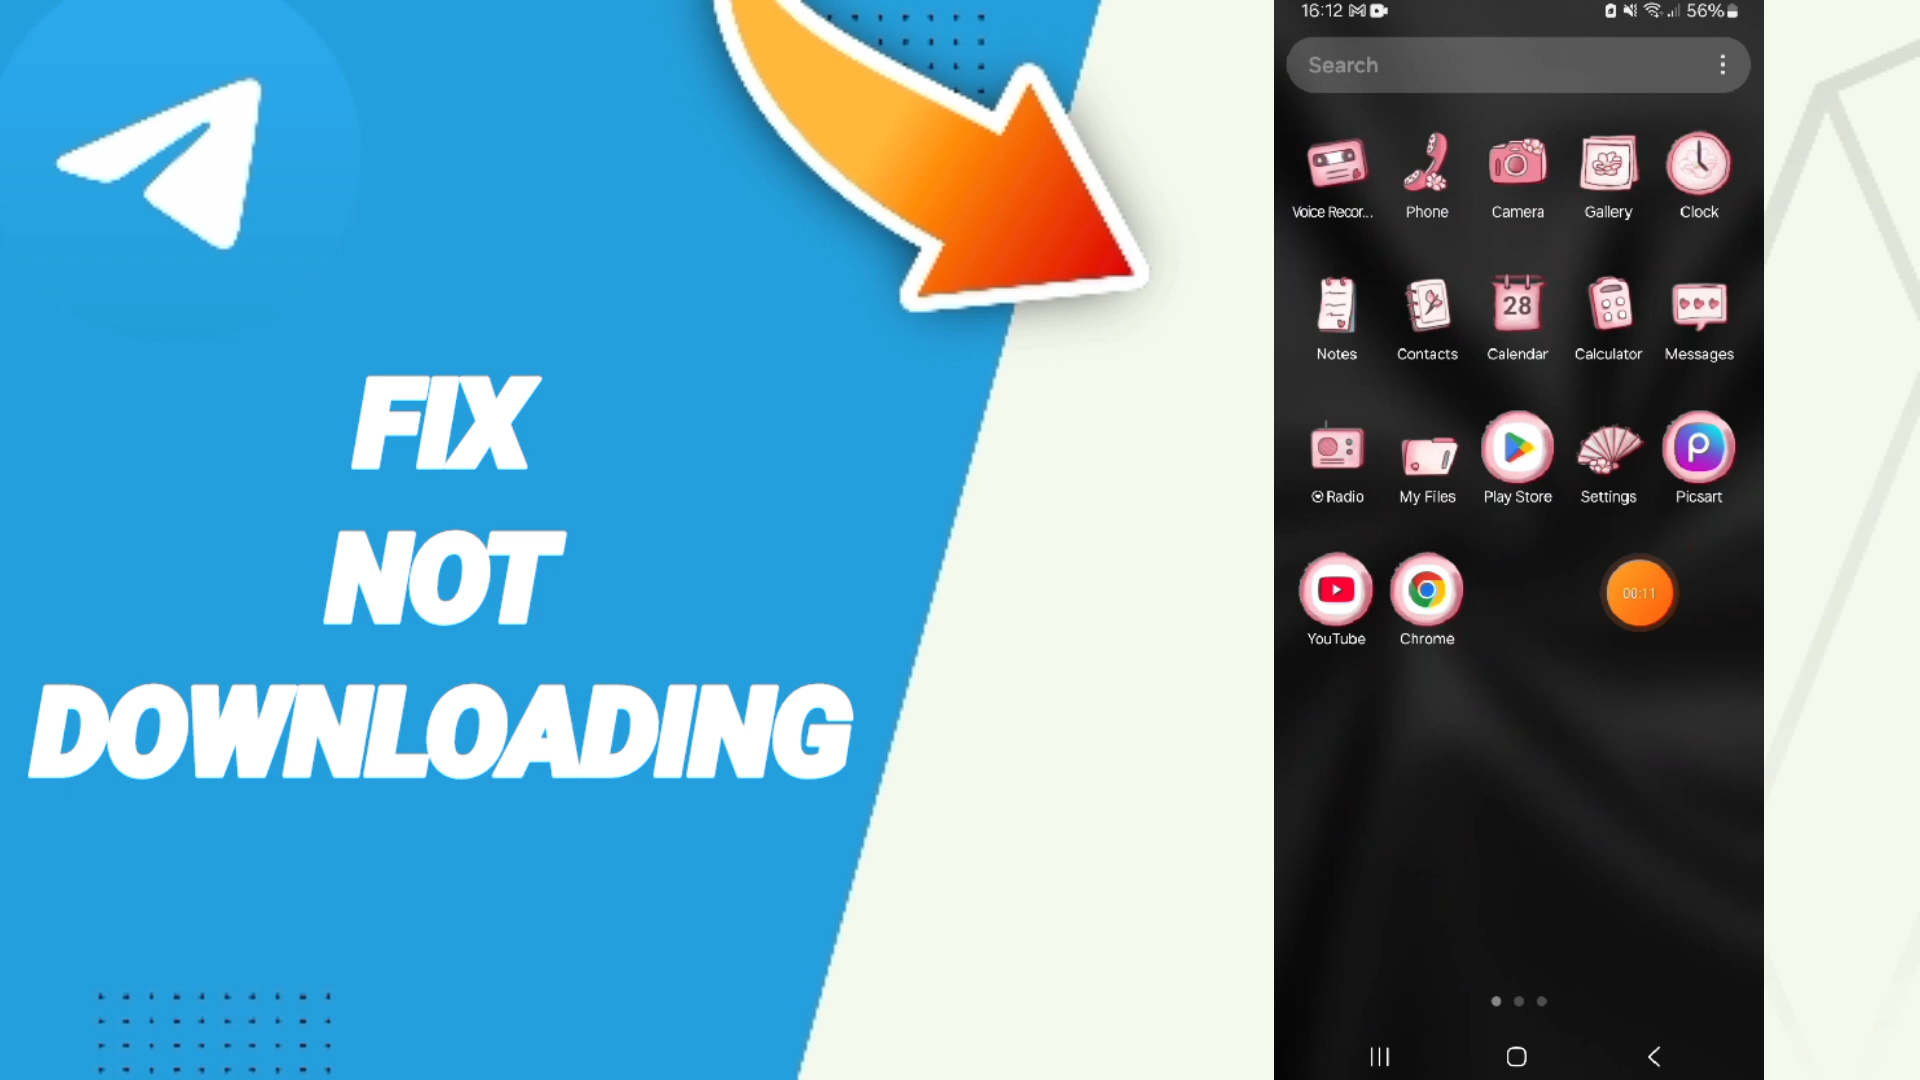 FIX
NOT
DOWNLOADING
16:12 56%
Search
Voice Recor... Phone Camera Gallery Clock
28
Notes Contacts Calendar Calculator Messages
Radio My Files Play Store Settings Picsart
00:11
YouTube Chrome